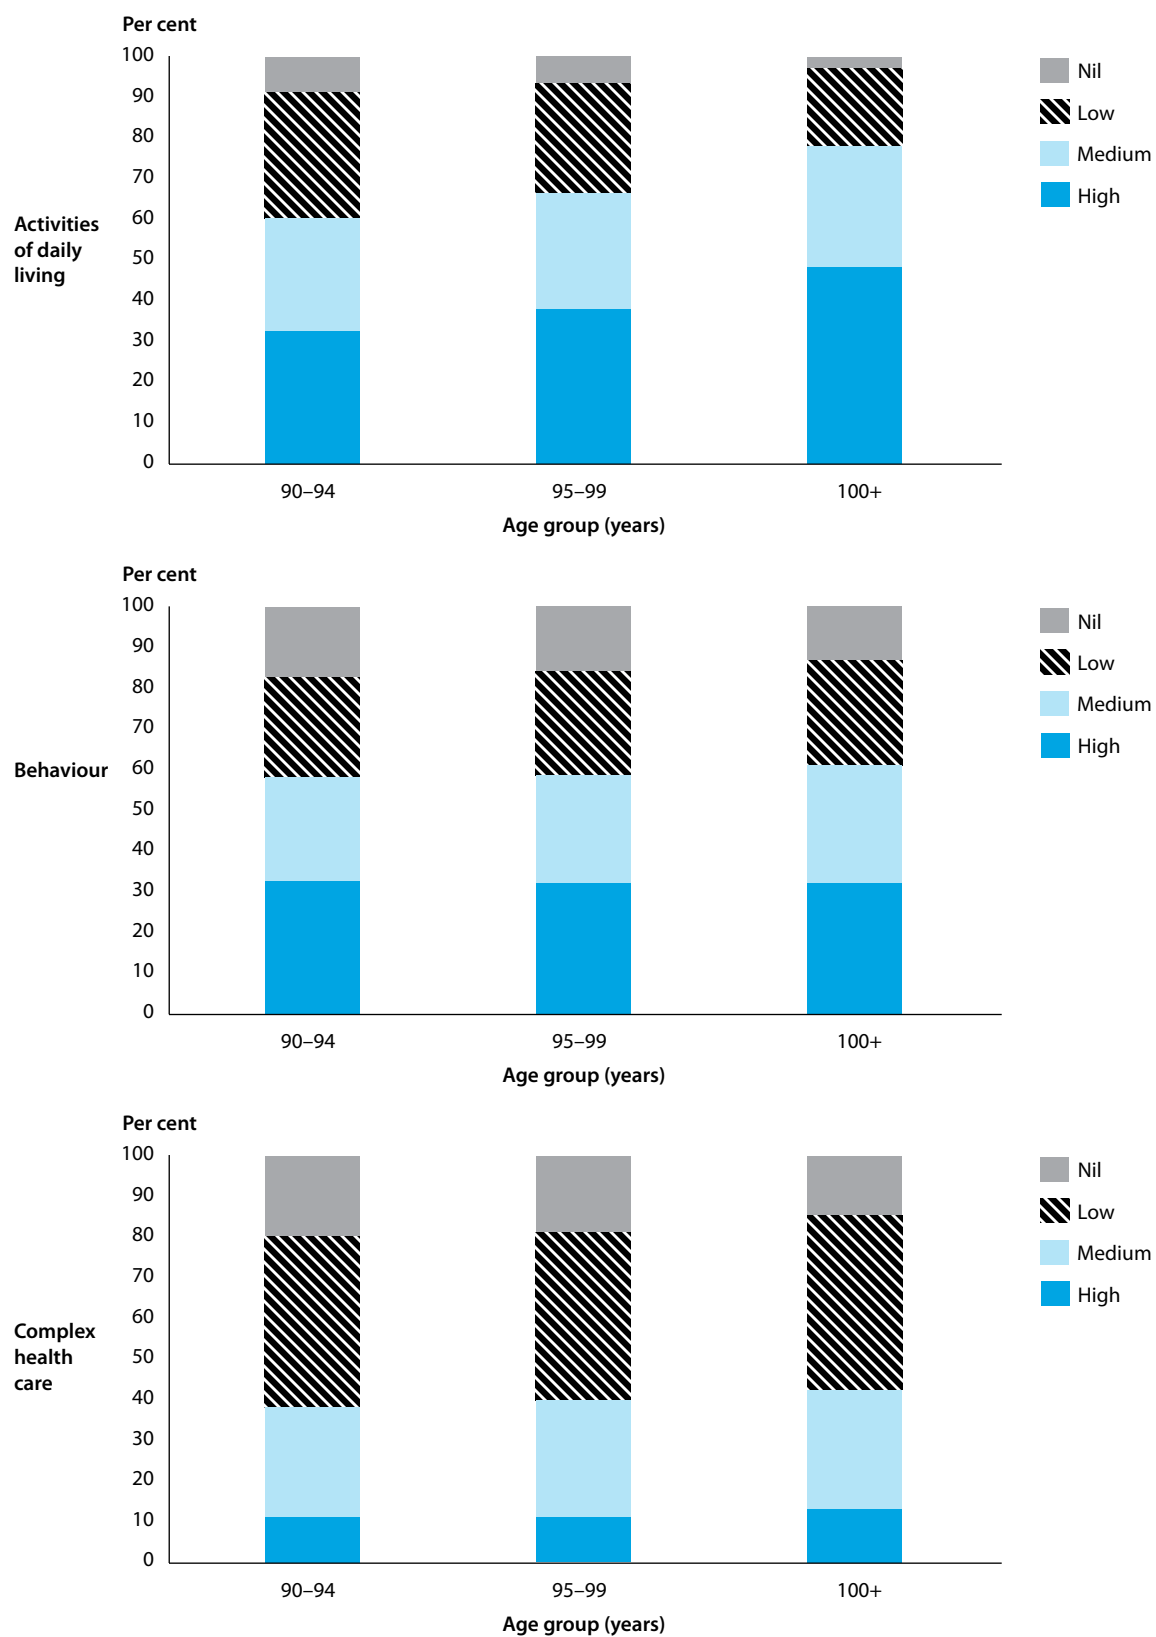 Per cent
100
90
80
70
60
50
40
30
20
10
0
Activities
of daily
living
90–94 95–99 100+
Age group (years)
Nil
Low
Medium
High
Per cent
100
90
80
70
60
50
40
30
20
10
0
Behaviour
90–94 95–99 100+
Age group (years)
Nil
Low
Medium
High
Per cent
100
90
80
70
60
50
40
30
20
10
0
Complex
health
care
90–94 95–99 100+
Age group (years)
Nil
Low
Medium
High